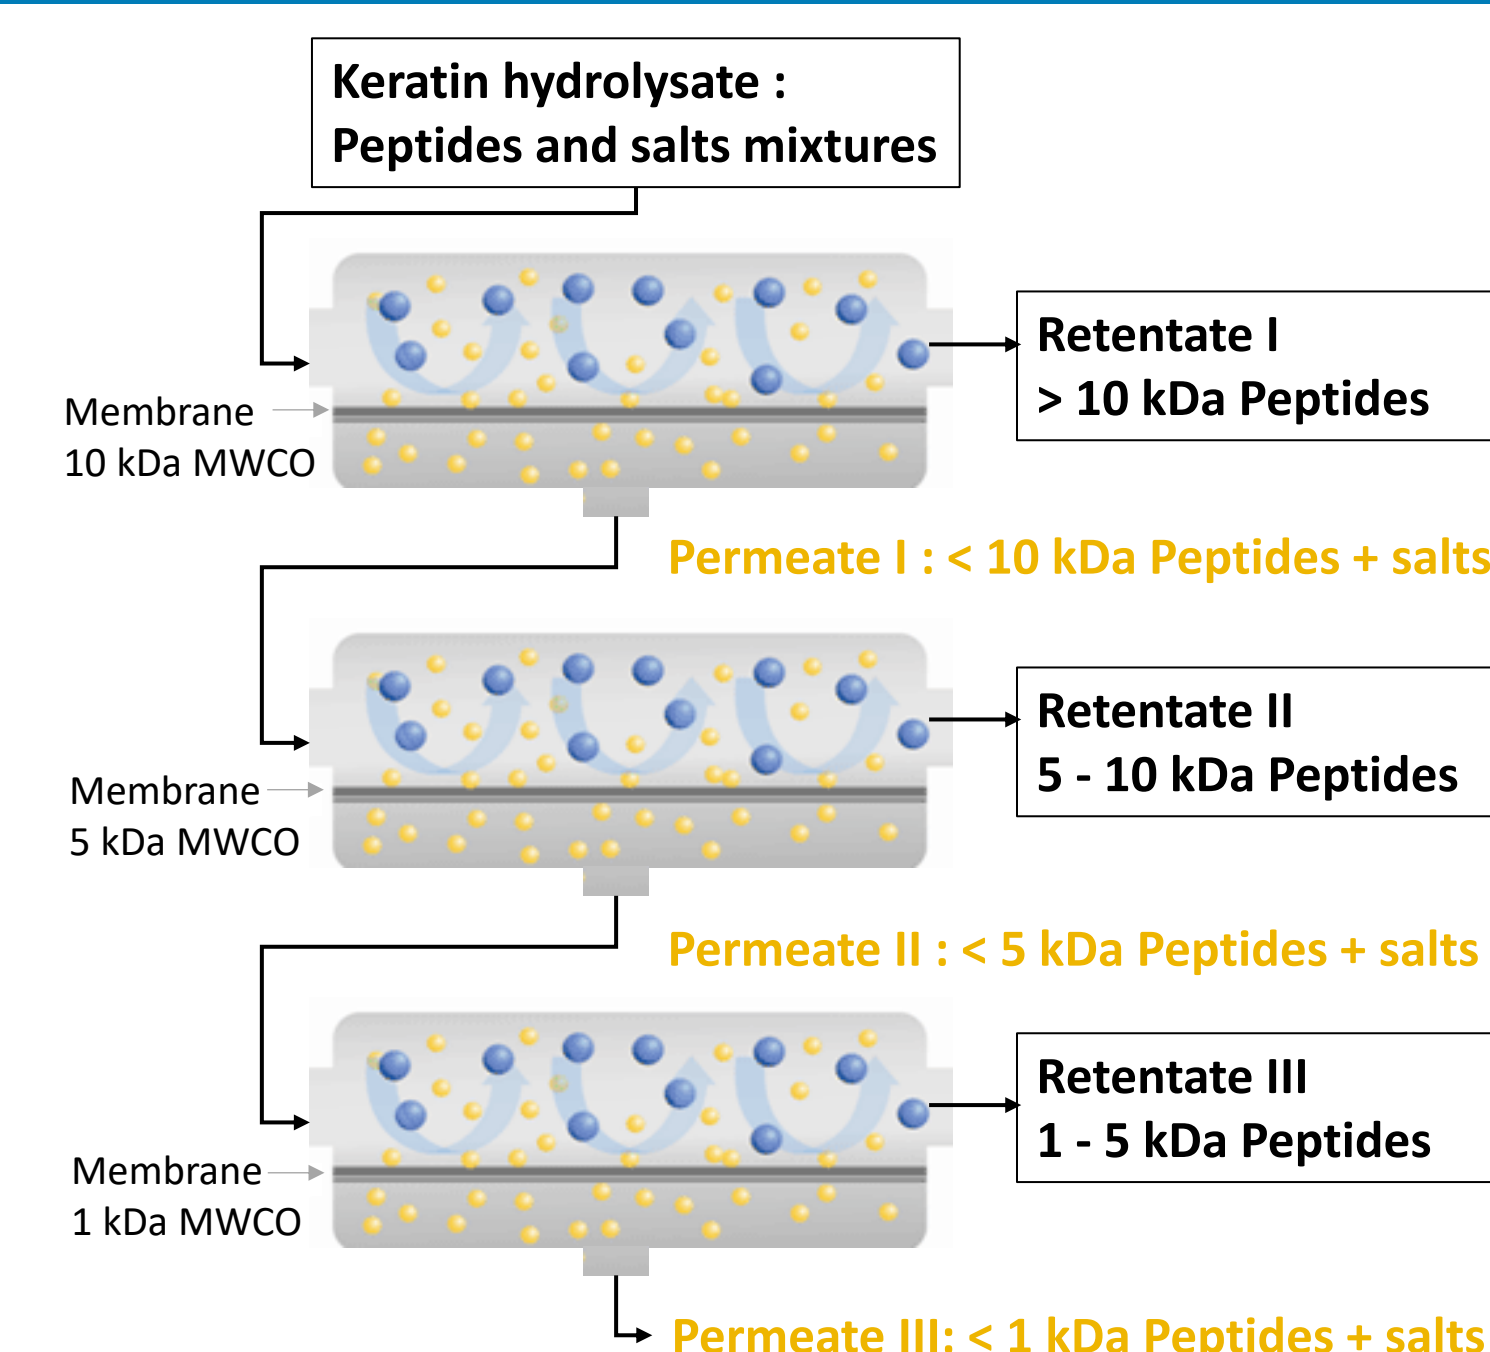 Keratin hydrolysate :
Peptides and salts mixtures
Membrane
10 kDa MWCO
Retentate I
> 10 kDa Peptides
Permeate I : < 10 kDa Peptides + salts
Membrane
5 kDa MWCO
Retentate II
5 - 10 kDa Peptides
Permeate II : < 5 kDa Peptides + salts
Membrane
1 kDa MWCO
Retentate III
1 - 5 kDa Peptides
Permeate III: < 1 kDa Peptides + salts